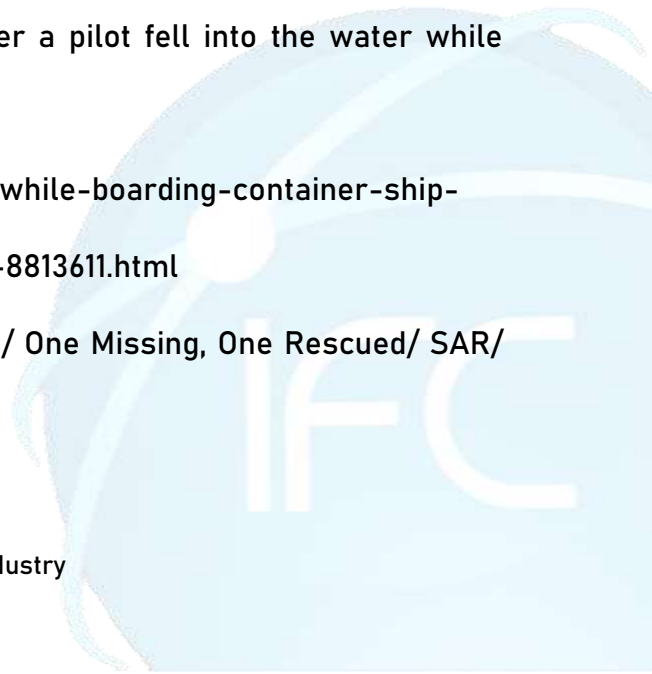 er a pilot fell into the water while
while-boarding-container-ship-
-8813611.html
/ One Missing, One Rescued/ SAR/
IFC
dustry